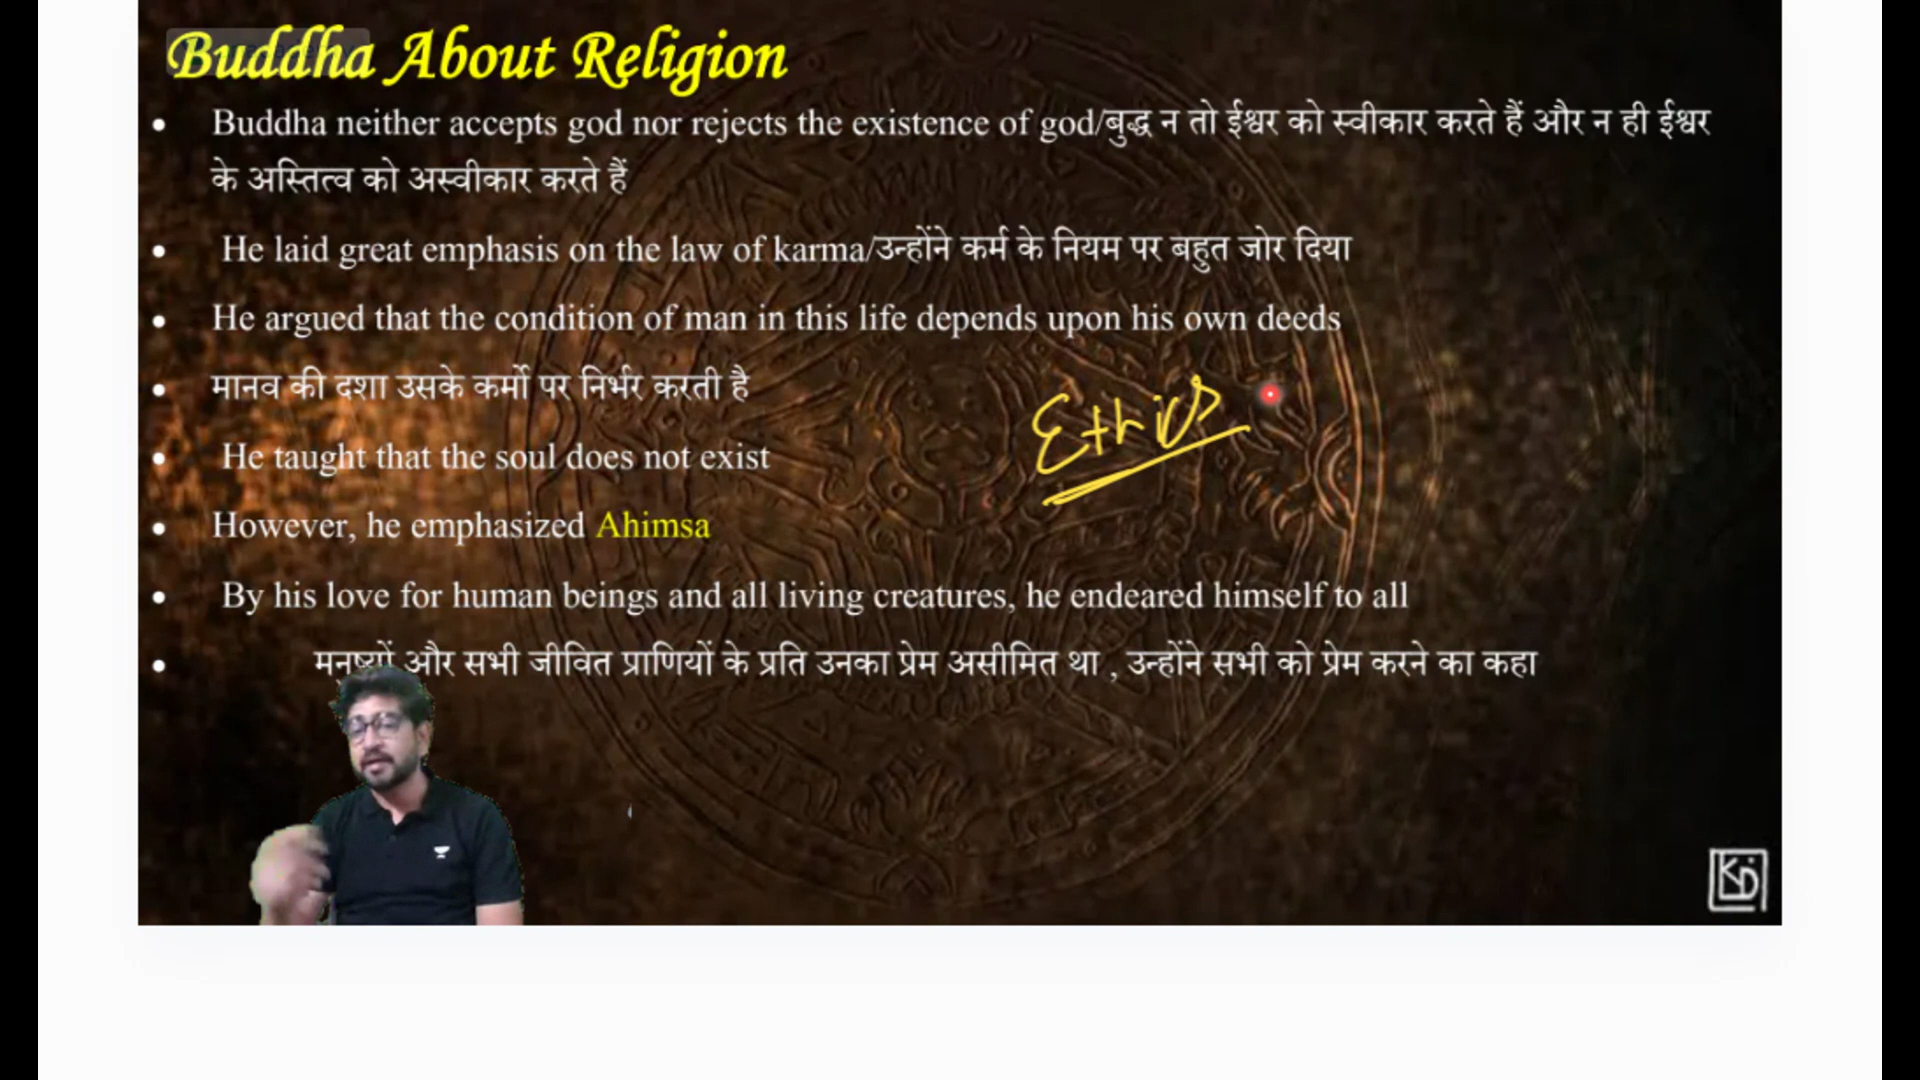 Buddha About Religion
• Buddha neither accepts god nor rejects the existence of god/बुद्ध न तो ईश्वर को स्वीकार करते हैं और न ही ईश्वर
के अस्तित्व को अस्वीकार करते हैं
• He laid great emphasis on the law of karma/उन्होंने कर्म के नियम पर बहुत जोर दिया
• He argued that the condition of man in this life depends upon his own deeds
• मानव की दशा उसके कर्मो पर निर्भर करती है
Ethics
• He taught that the soul does not exist
• However, he emphasized Ahimsa
• By his love for human beings and all living creatures, he endeared himself to all
• मनुष्यों और सभी जीवित प्राणियों के प्रति उनका प्रेम असीमित था , उन्होंने सभी को प्रेम करने का कहा
KD